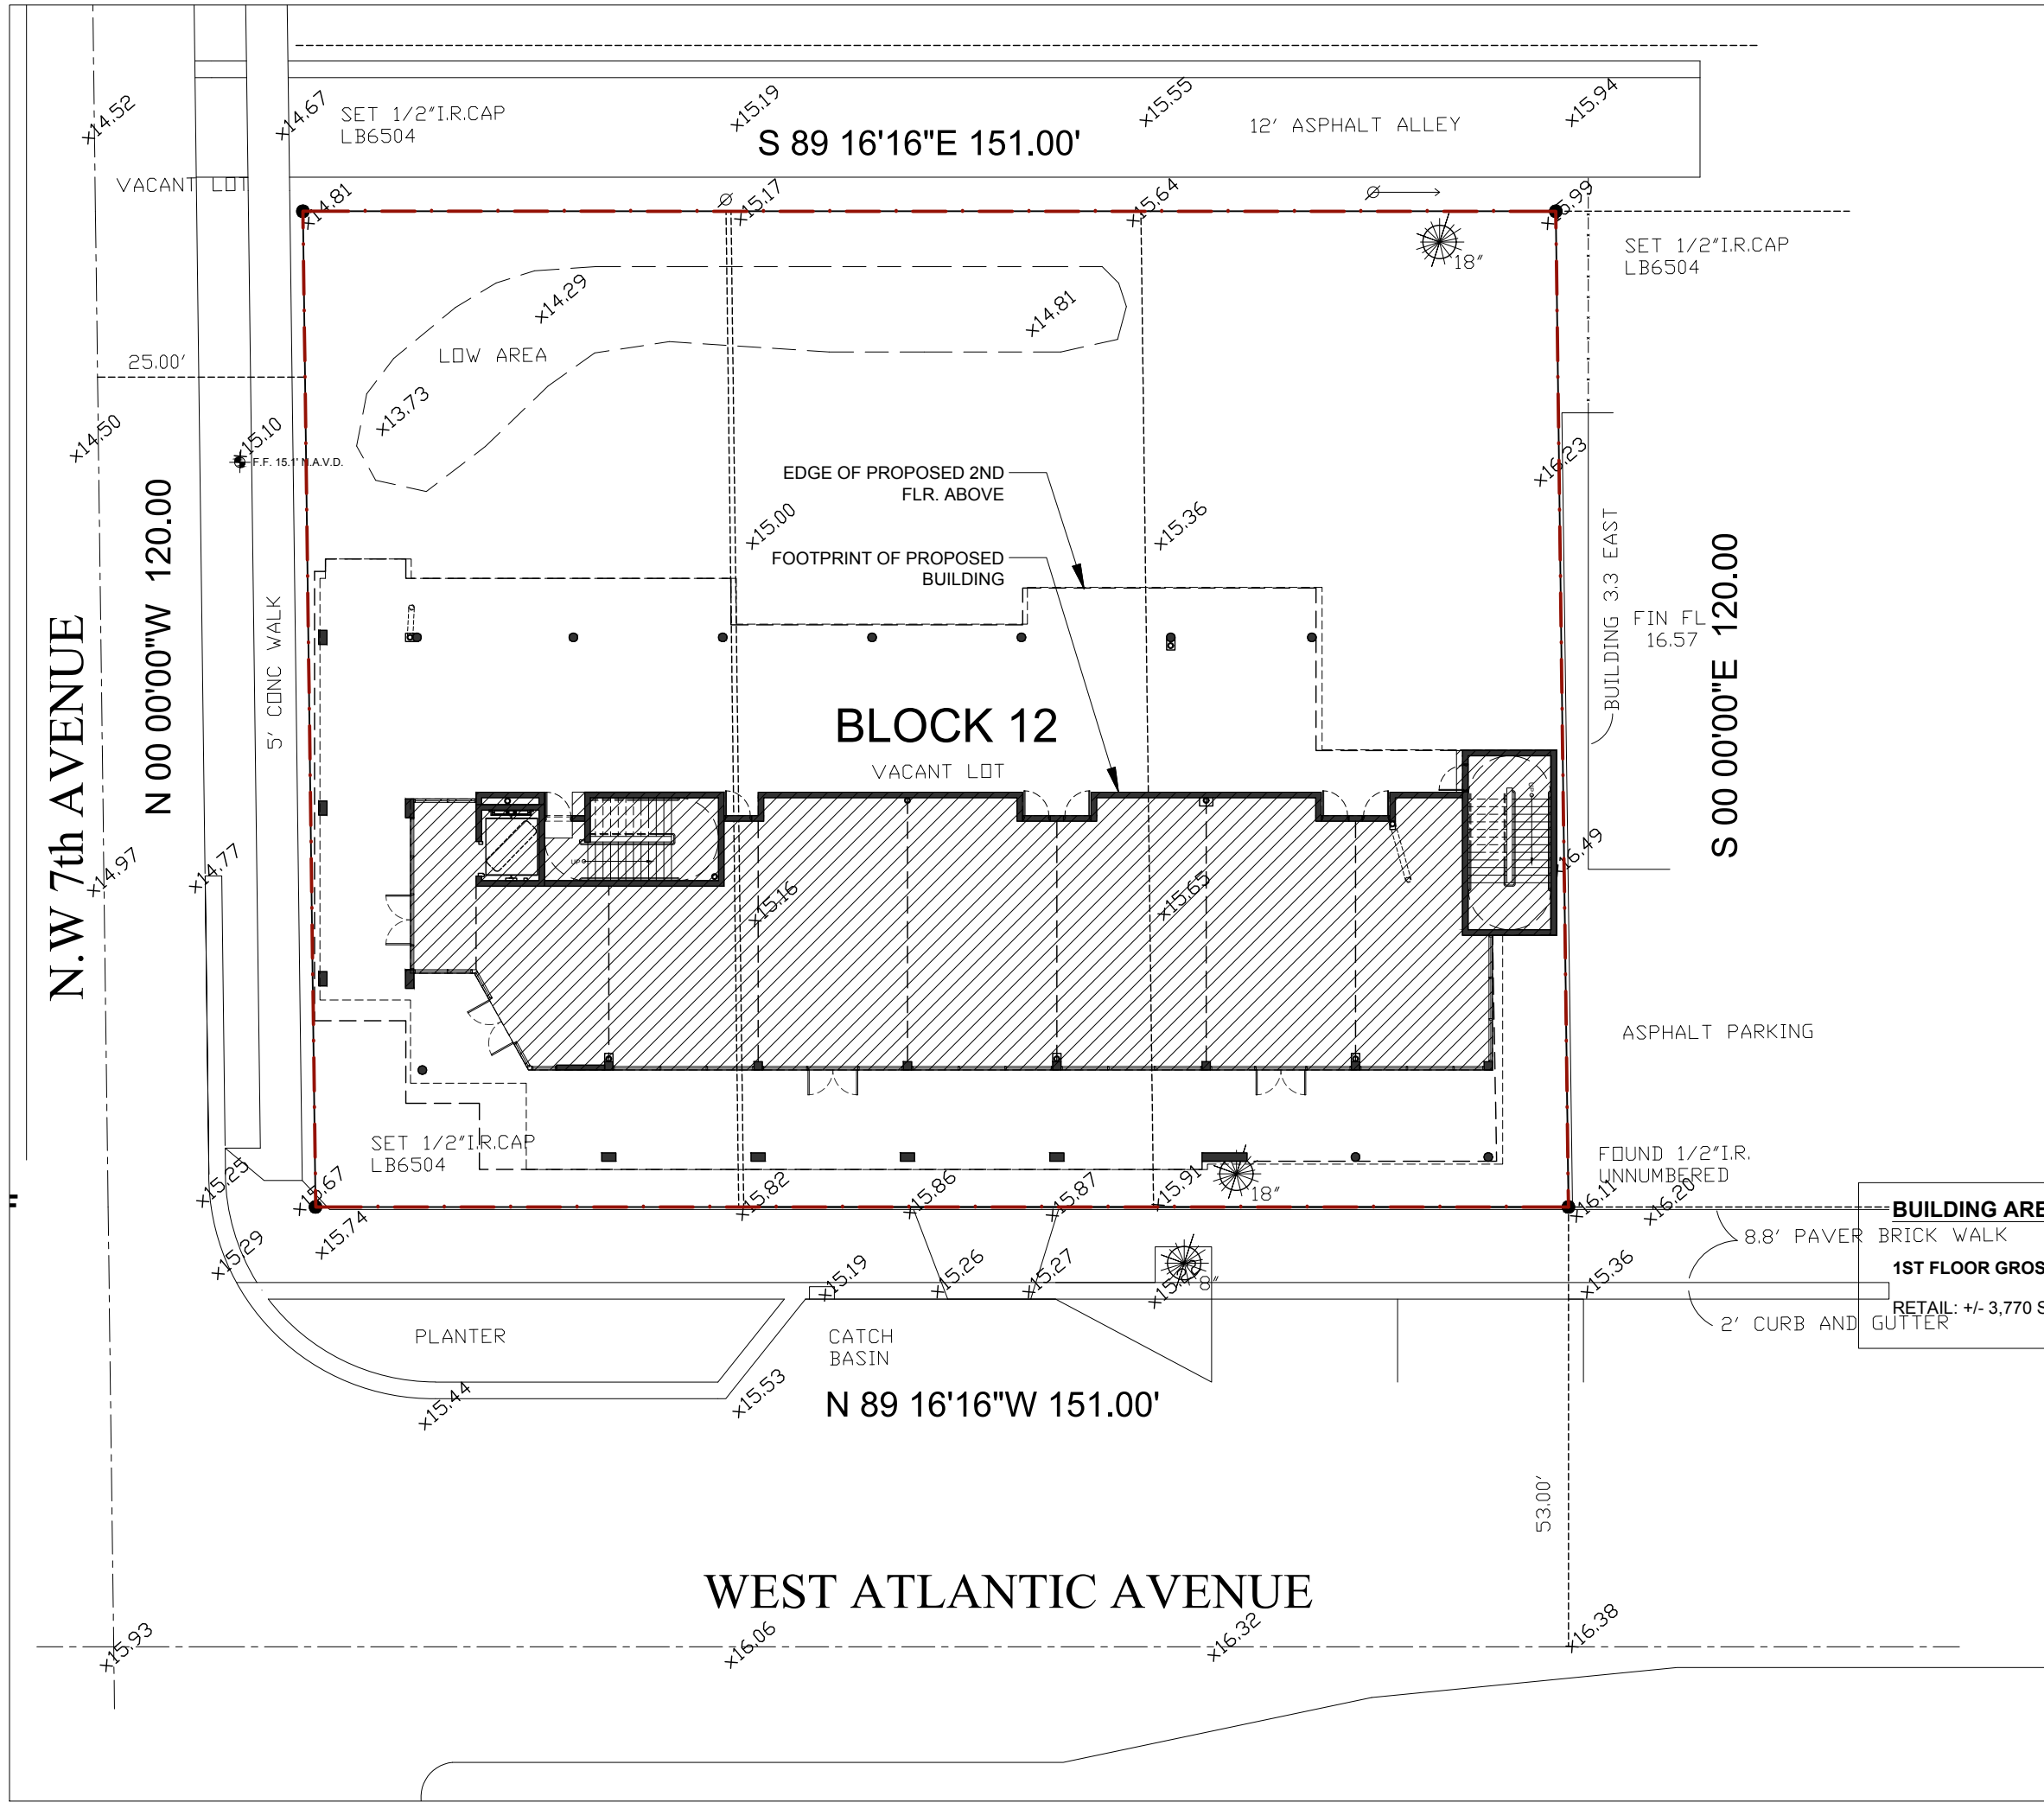 x14.52
x14.67
SET 1/2"I.R.CAP
LB6504
x15.19
x15.55
x15.94
S 89 16'16"E 151.00'
12' ASPHALT ALLEY
VACANT LOT
x14.81
x15.17
x15.64
x15.99
SET 1/2"I.R.CAP
LB6504
18"
x14.29
x14.81
LOW AREA
25.00'
x13.73
x14.50
x15.10
F.F. 15.1' N.A.V.D.
x16.23
EDGE OF PROPOSED 2ND
FLR. ABOVE
x15.00
x15.36
FOOTPRINT OF PROPOSED
BUILDING
N 00 00'00"W 120.00
N.W 7th AVENUE
5' CONC WALK
BUILDING 3.3 EAST
FIN FL
16.57
S 00 00'00"E 120.00
BLOCK 12
VACANT LOT
x14.97
x14.77
UP
UP
x16.49
x15.16
x15.65
ASPHALT PARKING
SET 1/2"I.R.CAP
LB6504
FOUND 1/2"I.R.
UNNUMBERED
x15.25
x15.67
x15.82
x15.86
x15.87
x15.91
18"
x16.11
x16.20
x15.29
x15.74
BUILDING ARE
8.8' PAVER BRICK WALK
1ST FLOOR GROS
RETAIL: +/- 3,770 S
2' CURB AND GUTTER
x15.19
x15.26
x15.27
8"
x15.36
PLANTER
CATCH
BASIN
x15.44
x15.53
N 89 16'16"W 151.00'
53.00'
WEST ATLANTIC AVENUE
x15.93
x16.06
x16.32
x16.38